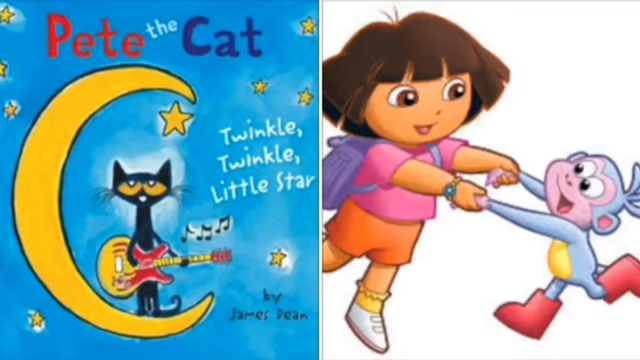 Pete the Cat
Twinkle,
Twinkle,
Little Star
by
James Dean